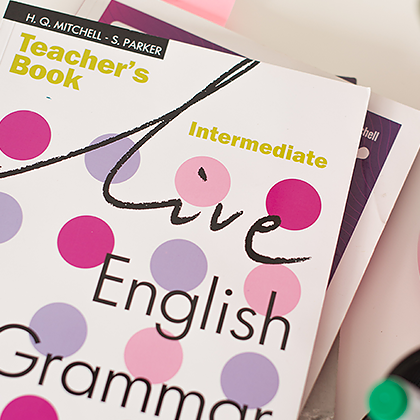 H. Q. MITCHELL - S. PARKER
Teacher's
Book
Intermediate
Live
English
Grammar